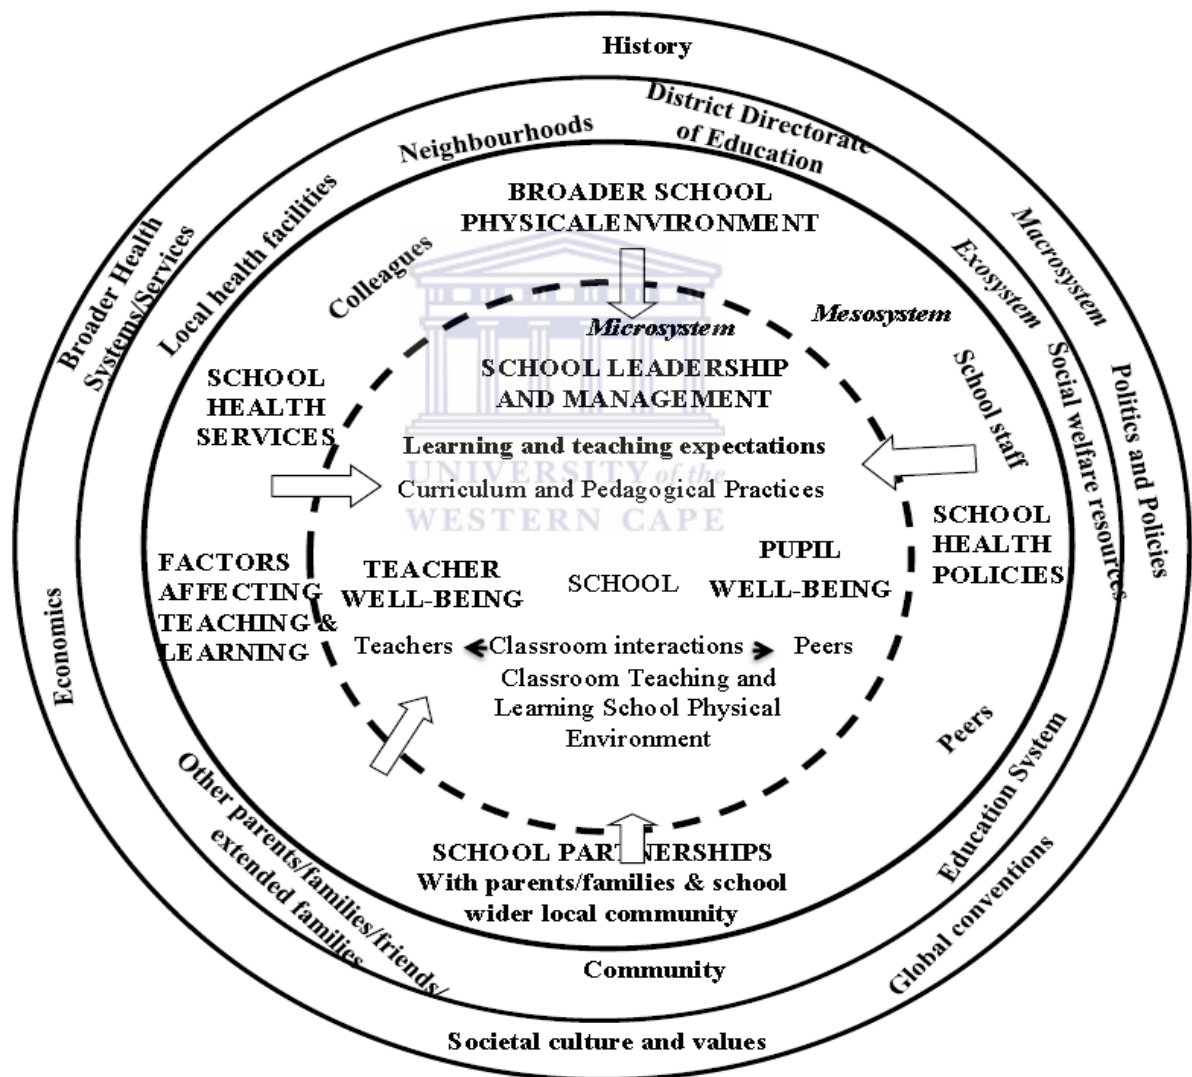 History
District Directorate
of Education
Neighbourhoods
BROADER SCHOOL
PHYSICALENVIRONMENT
Macrosystem
Broader Health
Systems/Services
Local health facilities
Colleagues
Exosystem
Mesosystem
Microsystem
SCHOOL LEADERSHIP
AND MANAGEMENT
SCHOOL
HEALTH
SERVICES
School staff
Social welfare resources
Politics and Policies
Learning and teaching expectations
UNIVERSITY of the
Curriculum and Pedagogical Practices
WESTERN CAPE
SCHOOL
HEALTH
POLICIES
FACTORS
AFFECTING
TEACHING &
LEARNING
TEACHER
WELL-BEING
SCHOOL
PUPIL
WELL-BEING
Economics
Teachers
Classroom interactions
Peers
Classroom Teaching and
Learning School Physical
Environment
Peers
Education System
Global conventions
Other parents/families/friends/
extended families
SCHOOL PARTNERSHIPS
With parents/families & school
wider local community
Community
Societal culture and values